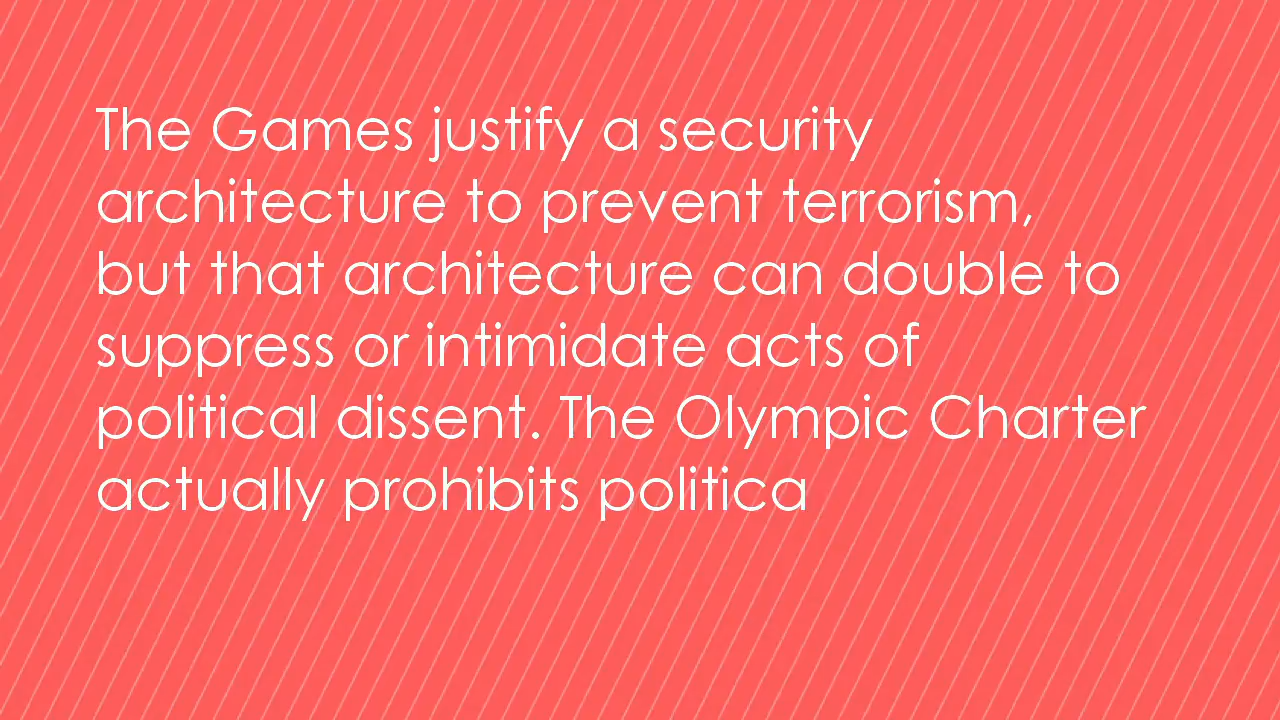 The Games justify a security
architecture to prevent terrorism,
but that architecture can double to
suppress or intimidate acts of
political dissent. The Olympic Charter
actually prohibits politica